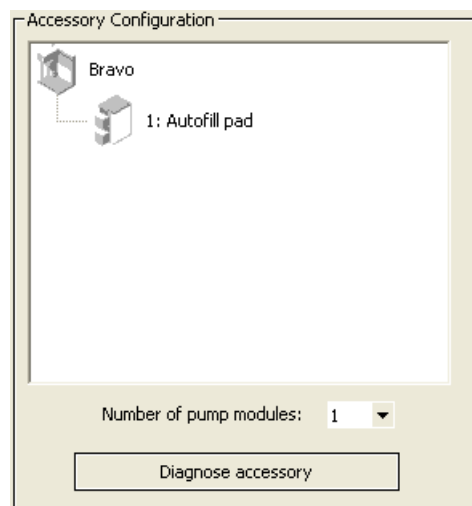 Accessory Configuration
Bravo
1: Autofill pad
Number of pump modules: 1
Diagnose accessory